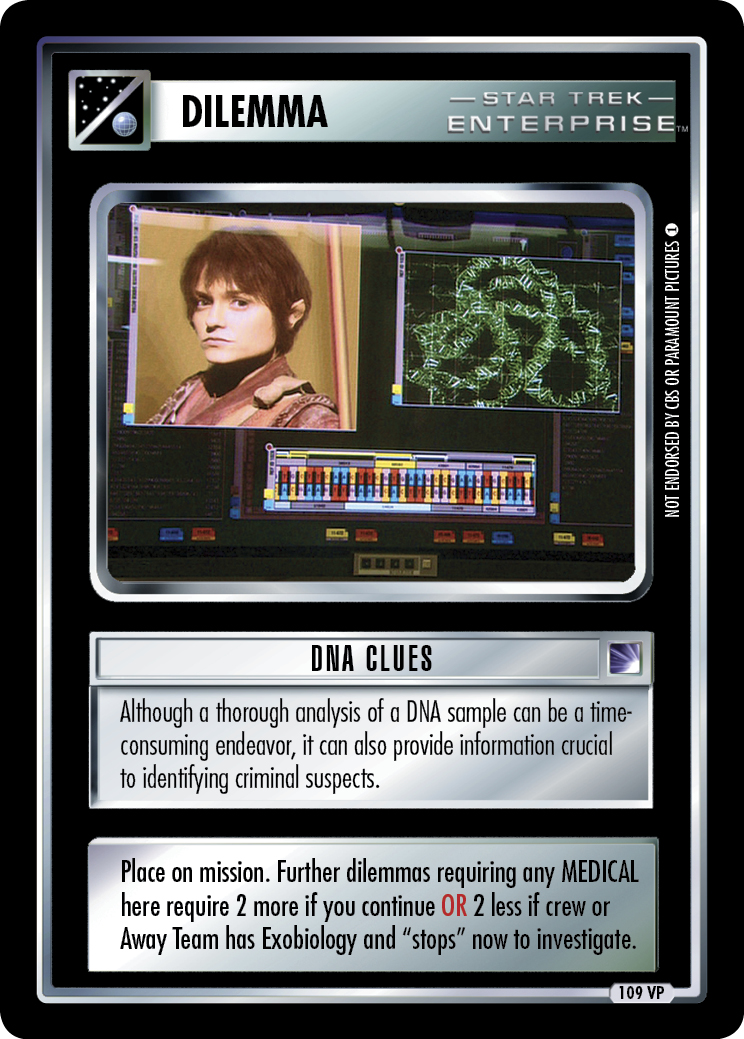 DILEMMA
— STAR TREK —
ENTERPRISE™
NOT ENDORSED BY CBS OR PARAMOUNT PICTURES 1
DNA CLUES
Although a thorough analysis of a DNA sample can be a time-
consuming endeavor, it can also provide information crucial
to identifying criminal suspects.
Place on mission. Further dilemmas requiring any MEDICAL
here require 2 more if you continue OR 2 less if crew or
Away Team has Exobiology and “stops” now to investigate.
109 VP